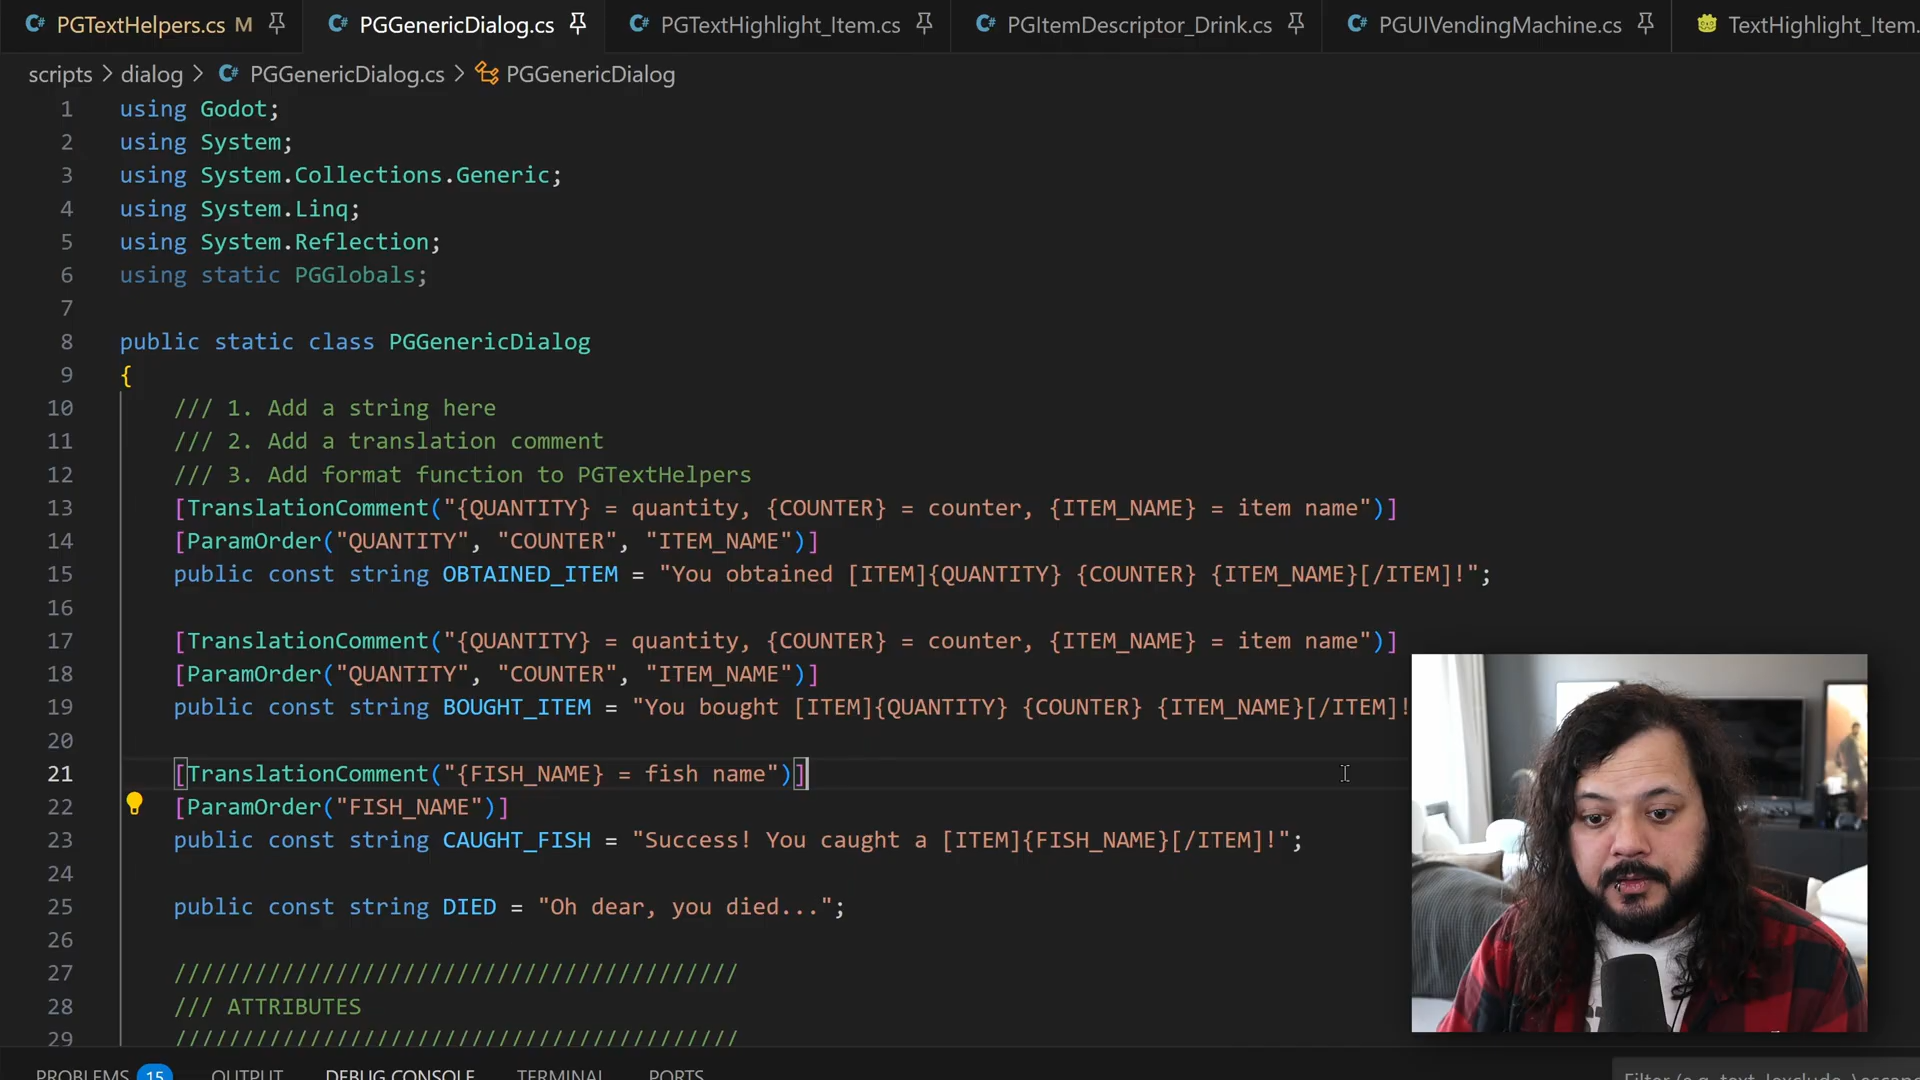 PGTextHelpers.cs M PGGenericDialog.cs PGTextHighlight_Item.cs PGItemDescriptor_Drink.cs PGUIVendingMachine.cs TextHighlight_Item.
scripts > dialog > PGGenericDialog.cs > PGGenericDialog
1 using Godot;
2 using System;
3 using System.Collections.Generic;
4 using System.Linq;
5 using System.Reflection;
6 using static PGGlobals;
7
8 public static class PGGenericDialog
9 {
10 /// 1. Add a string here
11 /// 2. Add a translation comment
12 /// 3. Add format function to PGTextHelpers
13 [TranslationComment("{QUANTITY} = quantity, {COUNTER} = counter, {ITEM_NAME} = item name")]
14 [ParamOrder("QUANTITY", "COUNTER", "ITEM_NAME")]
15 public const string OBTAINED_ITEM = "You obtained [ITEM]{QUANTITY} {COUNTER} {ITEM_NAME}[/ITEM]!";
16
17 [TranslationComment("{QUANTITY} = quantity, {COUNTER} = counter, {ITEM_NAME} = item name")]
18 [ParamOrder("QUANTITY", "COUNTER", "ITEM_NAME")]
19 public const string BOUGHT_ITEM = "You bought [ITEM]{QUANTITY} {COUNTER} {ITEM_NAME}[/ITEM]!
20
21 [TranslationComment("{FISH_NAME} = fish name")]
22 [ParamOrder("FISH_NAME")]
23 public const string CAUGHT_FISH = "Success! You caught a [ITEM]{FISH_NAME}[/ITEM]!";
24
25 public const string DIED = "Oh dear, you died...";
26
27 //////////////////////////////////////////
28 /// ATTRIBUTES
29 //////////////////////////////////////////
PROBLEMS 15 OUTPUT DEBUG CONSOLE TERMINAL PORTS